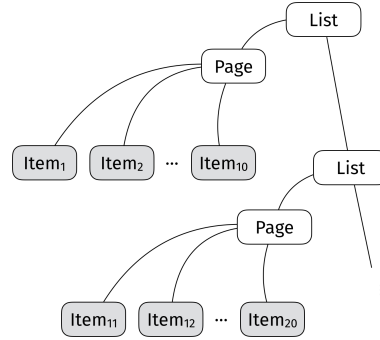 List
Page
Item1 Item2 ... Item10
List
Page
Item11 Item12 ... Item20